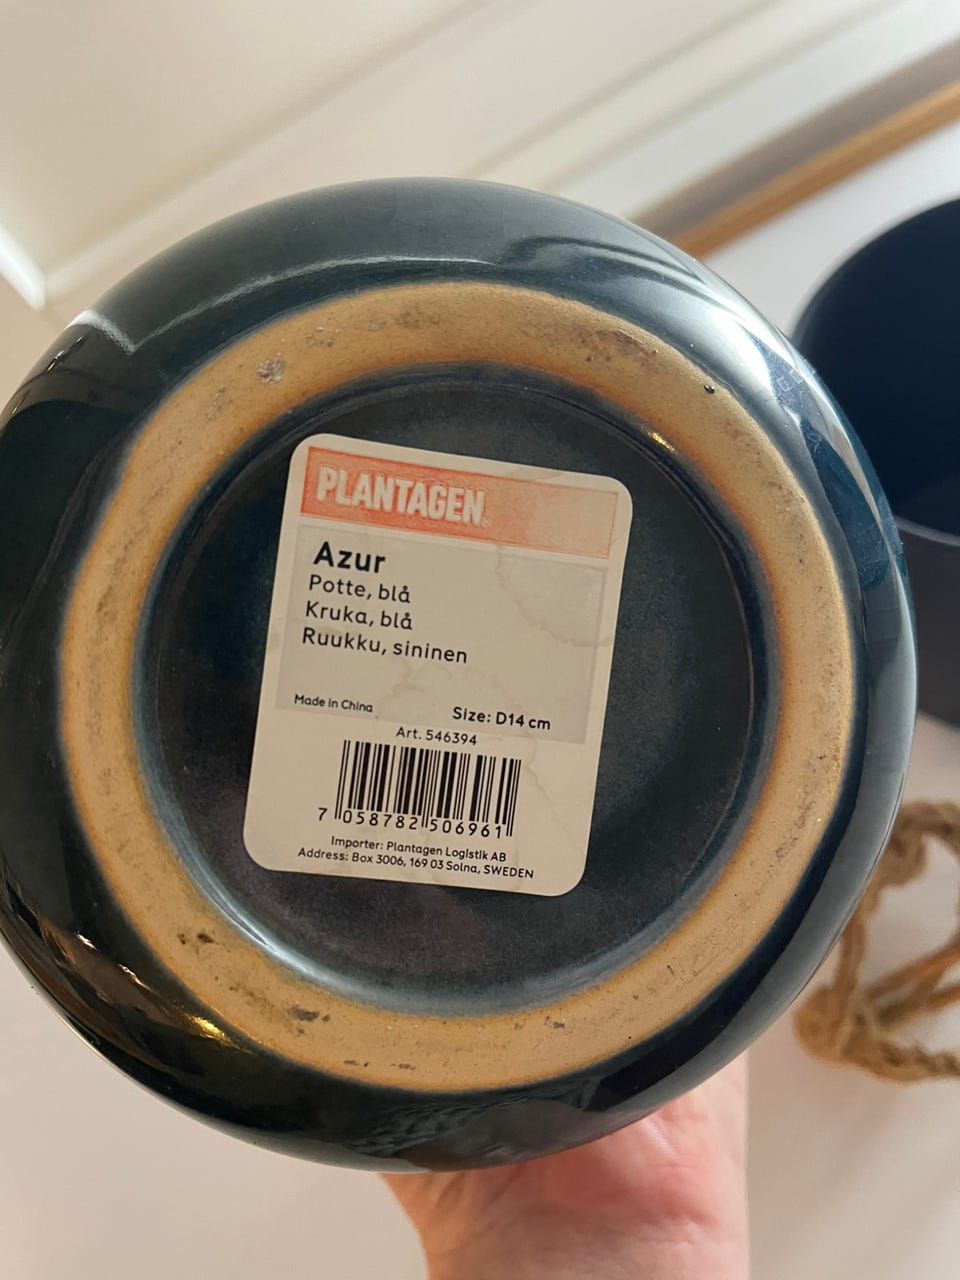 PLANTAGEN
Azur
Potte, blå
Kruka, blå
Ruukku, sininen
Made in China
Size: D14 cm
Art. 546394
7 058782 506961
Importer: Plantagen Logistik AB
Address: Box 3006, 169 03 Solna, SWEDEN